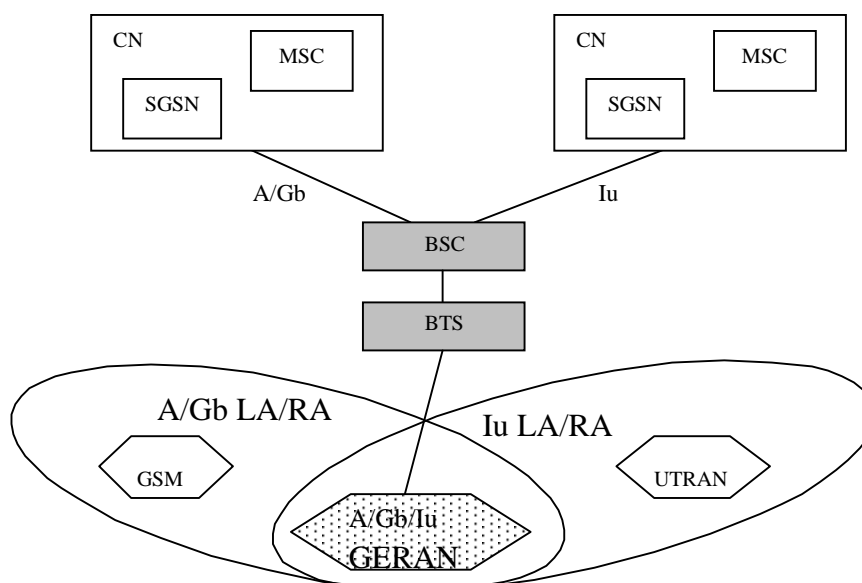 CN
MSC
SGSN
CN
MSC
SGSN
A/Gb
Iu
BSC
BTS
A/Gb LA/RA
Iu LA/RA
GSM
UTRAN
A/Gb/Iu
GERAN